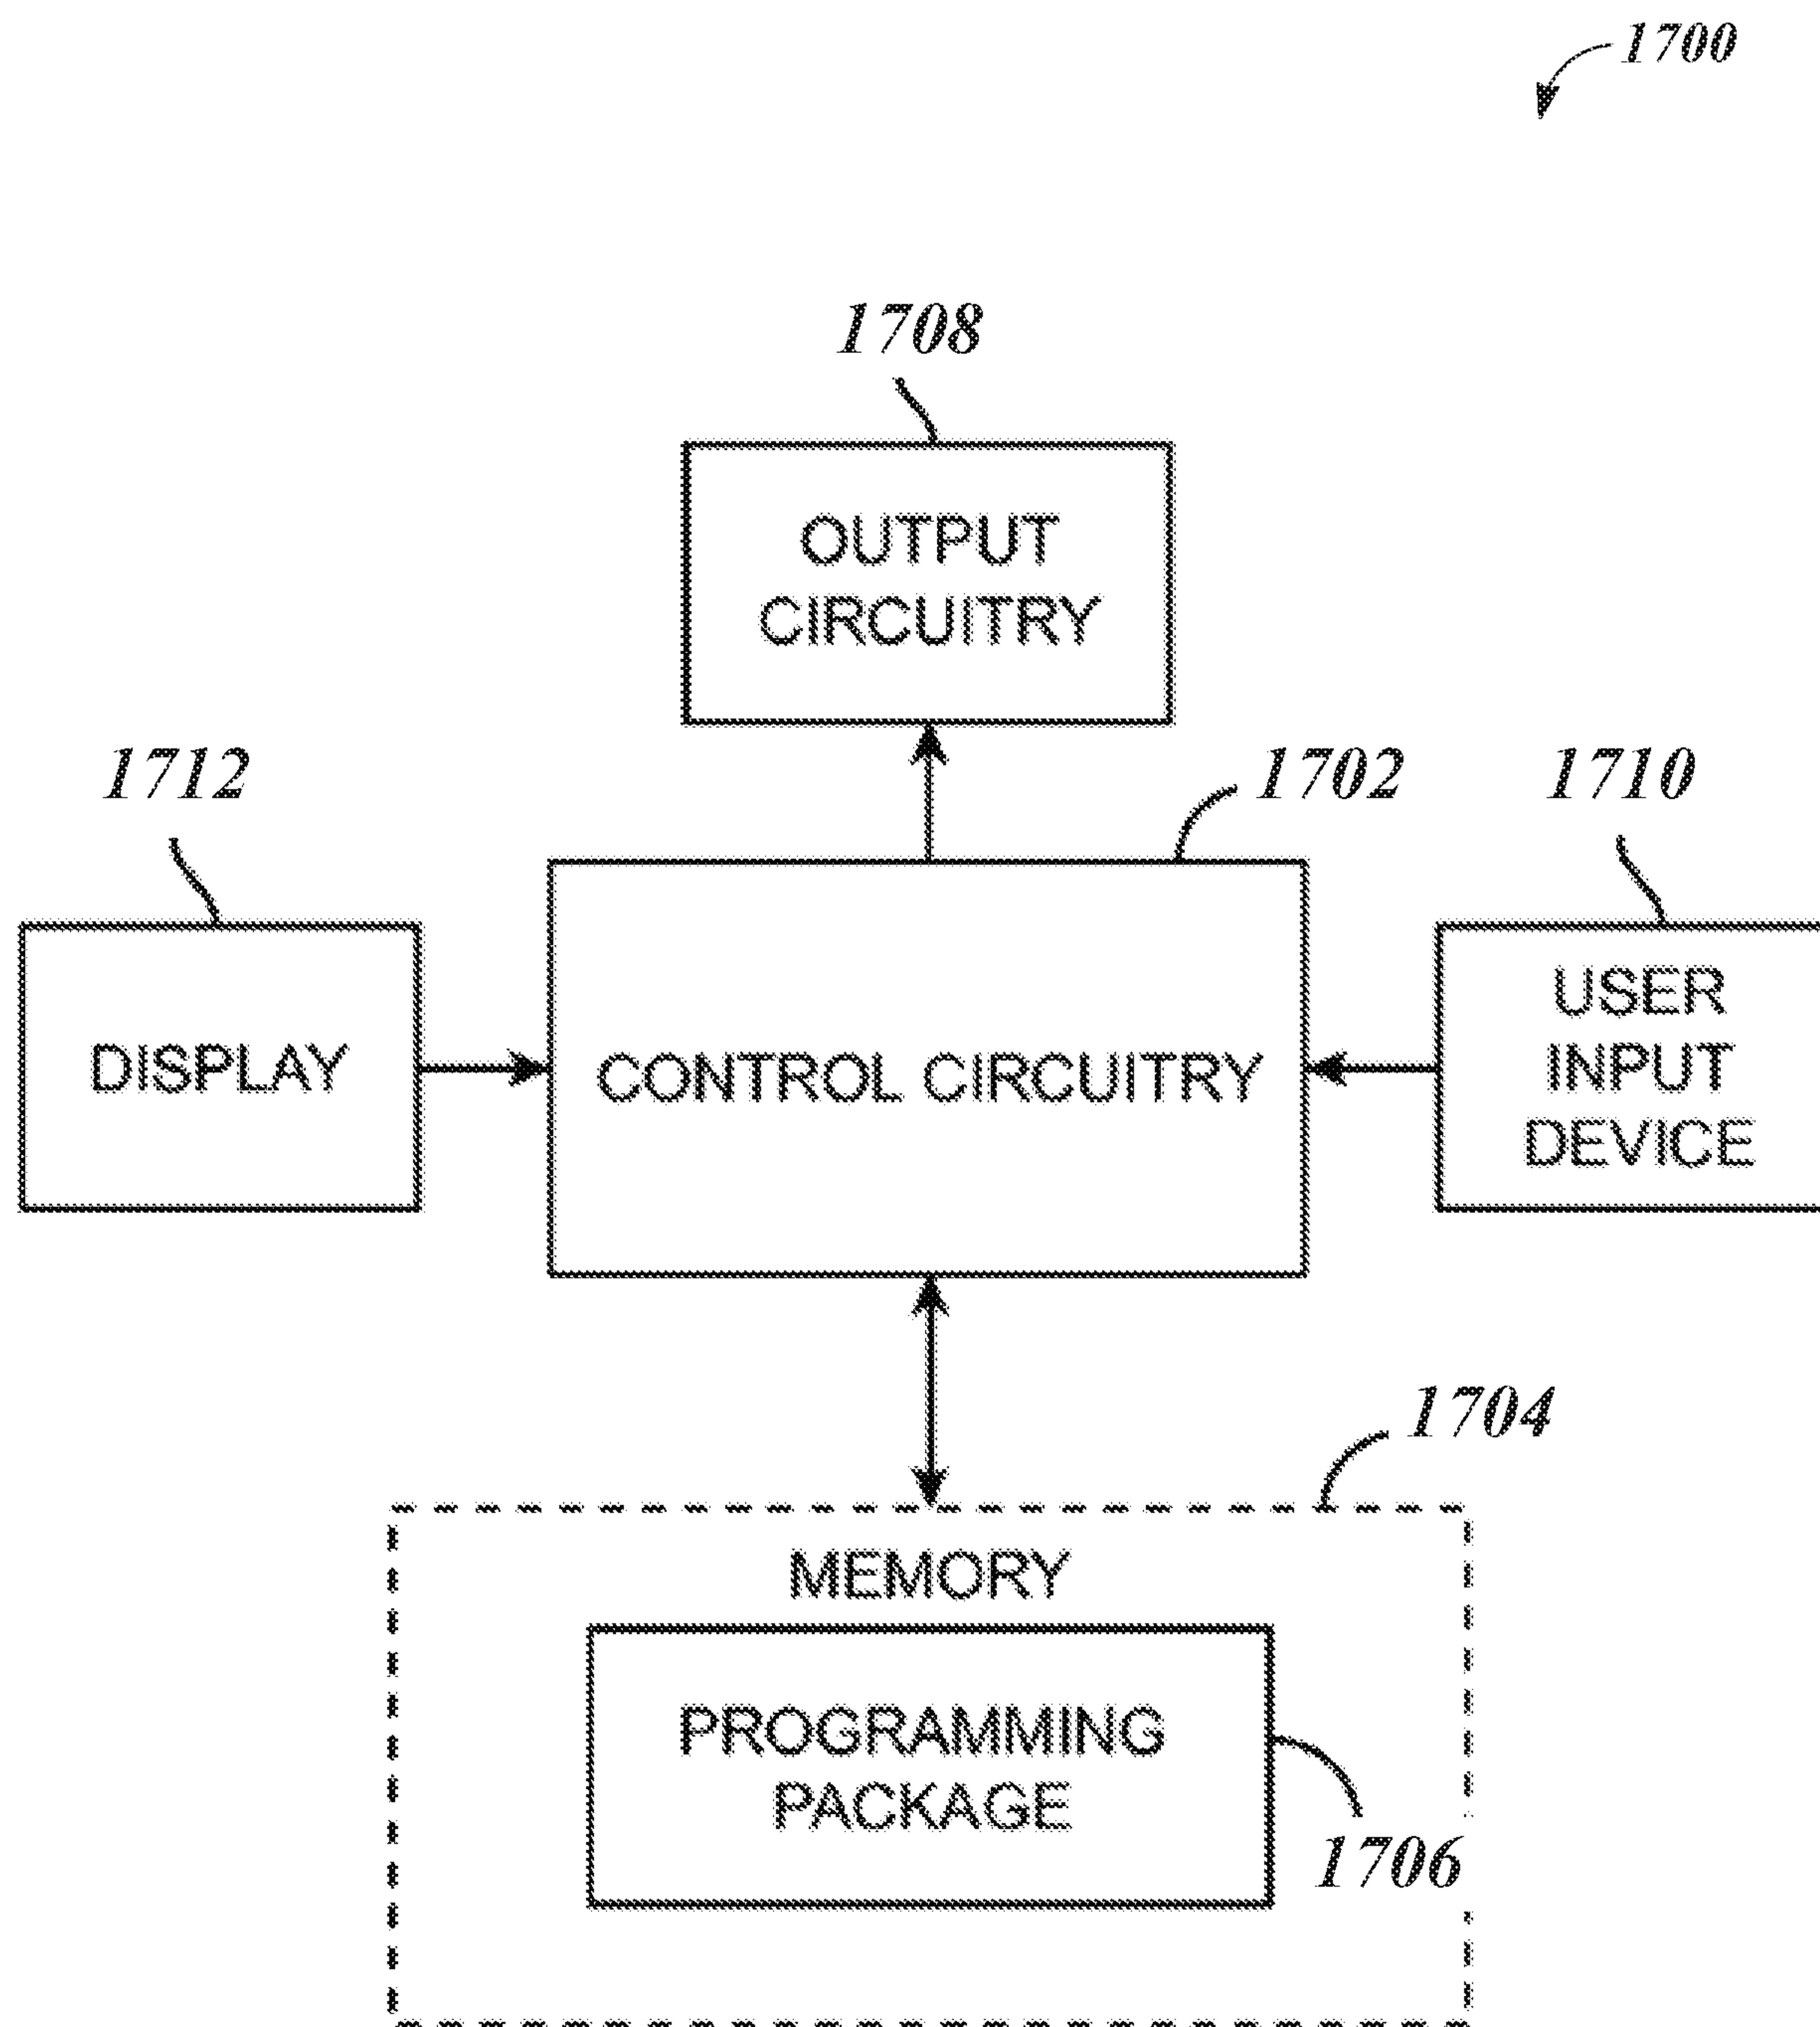 1700
1708
OUTPUT
CIRCUITRY
1712
1702
1710
DISPLAY
CONTROL CIRCUITRY
USER
INPUT
DEVICE
1704
MEMORY
PROGRAMMING
PACKAGE
1706